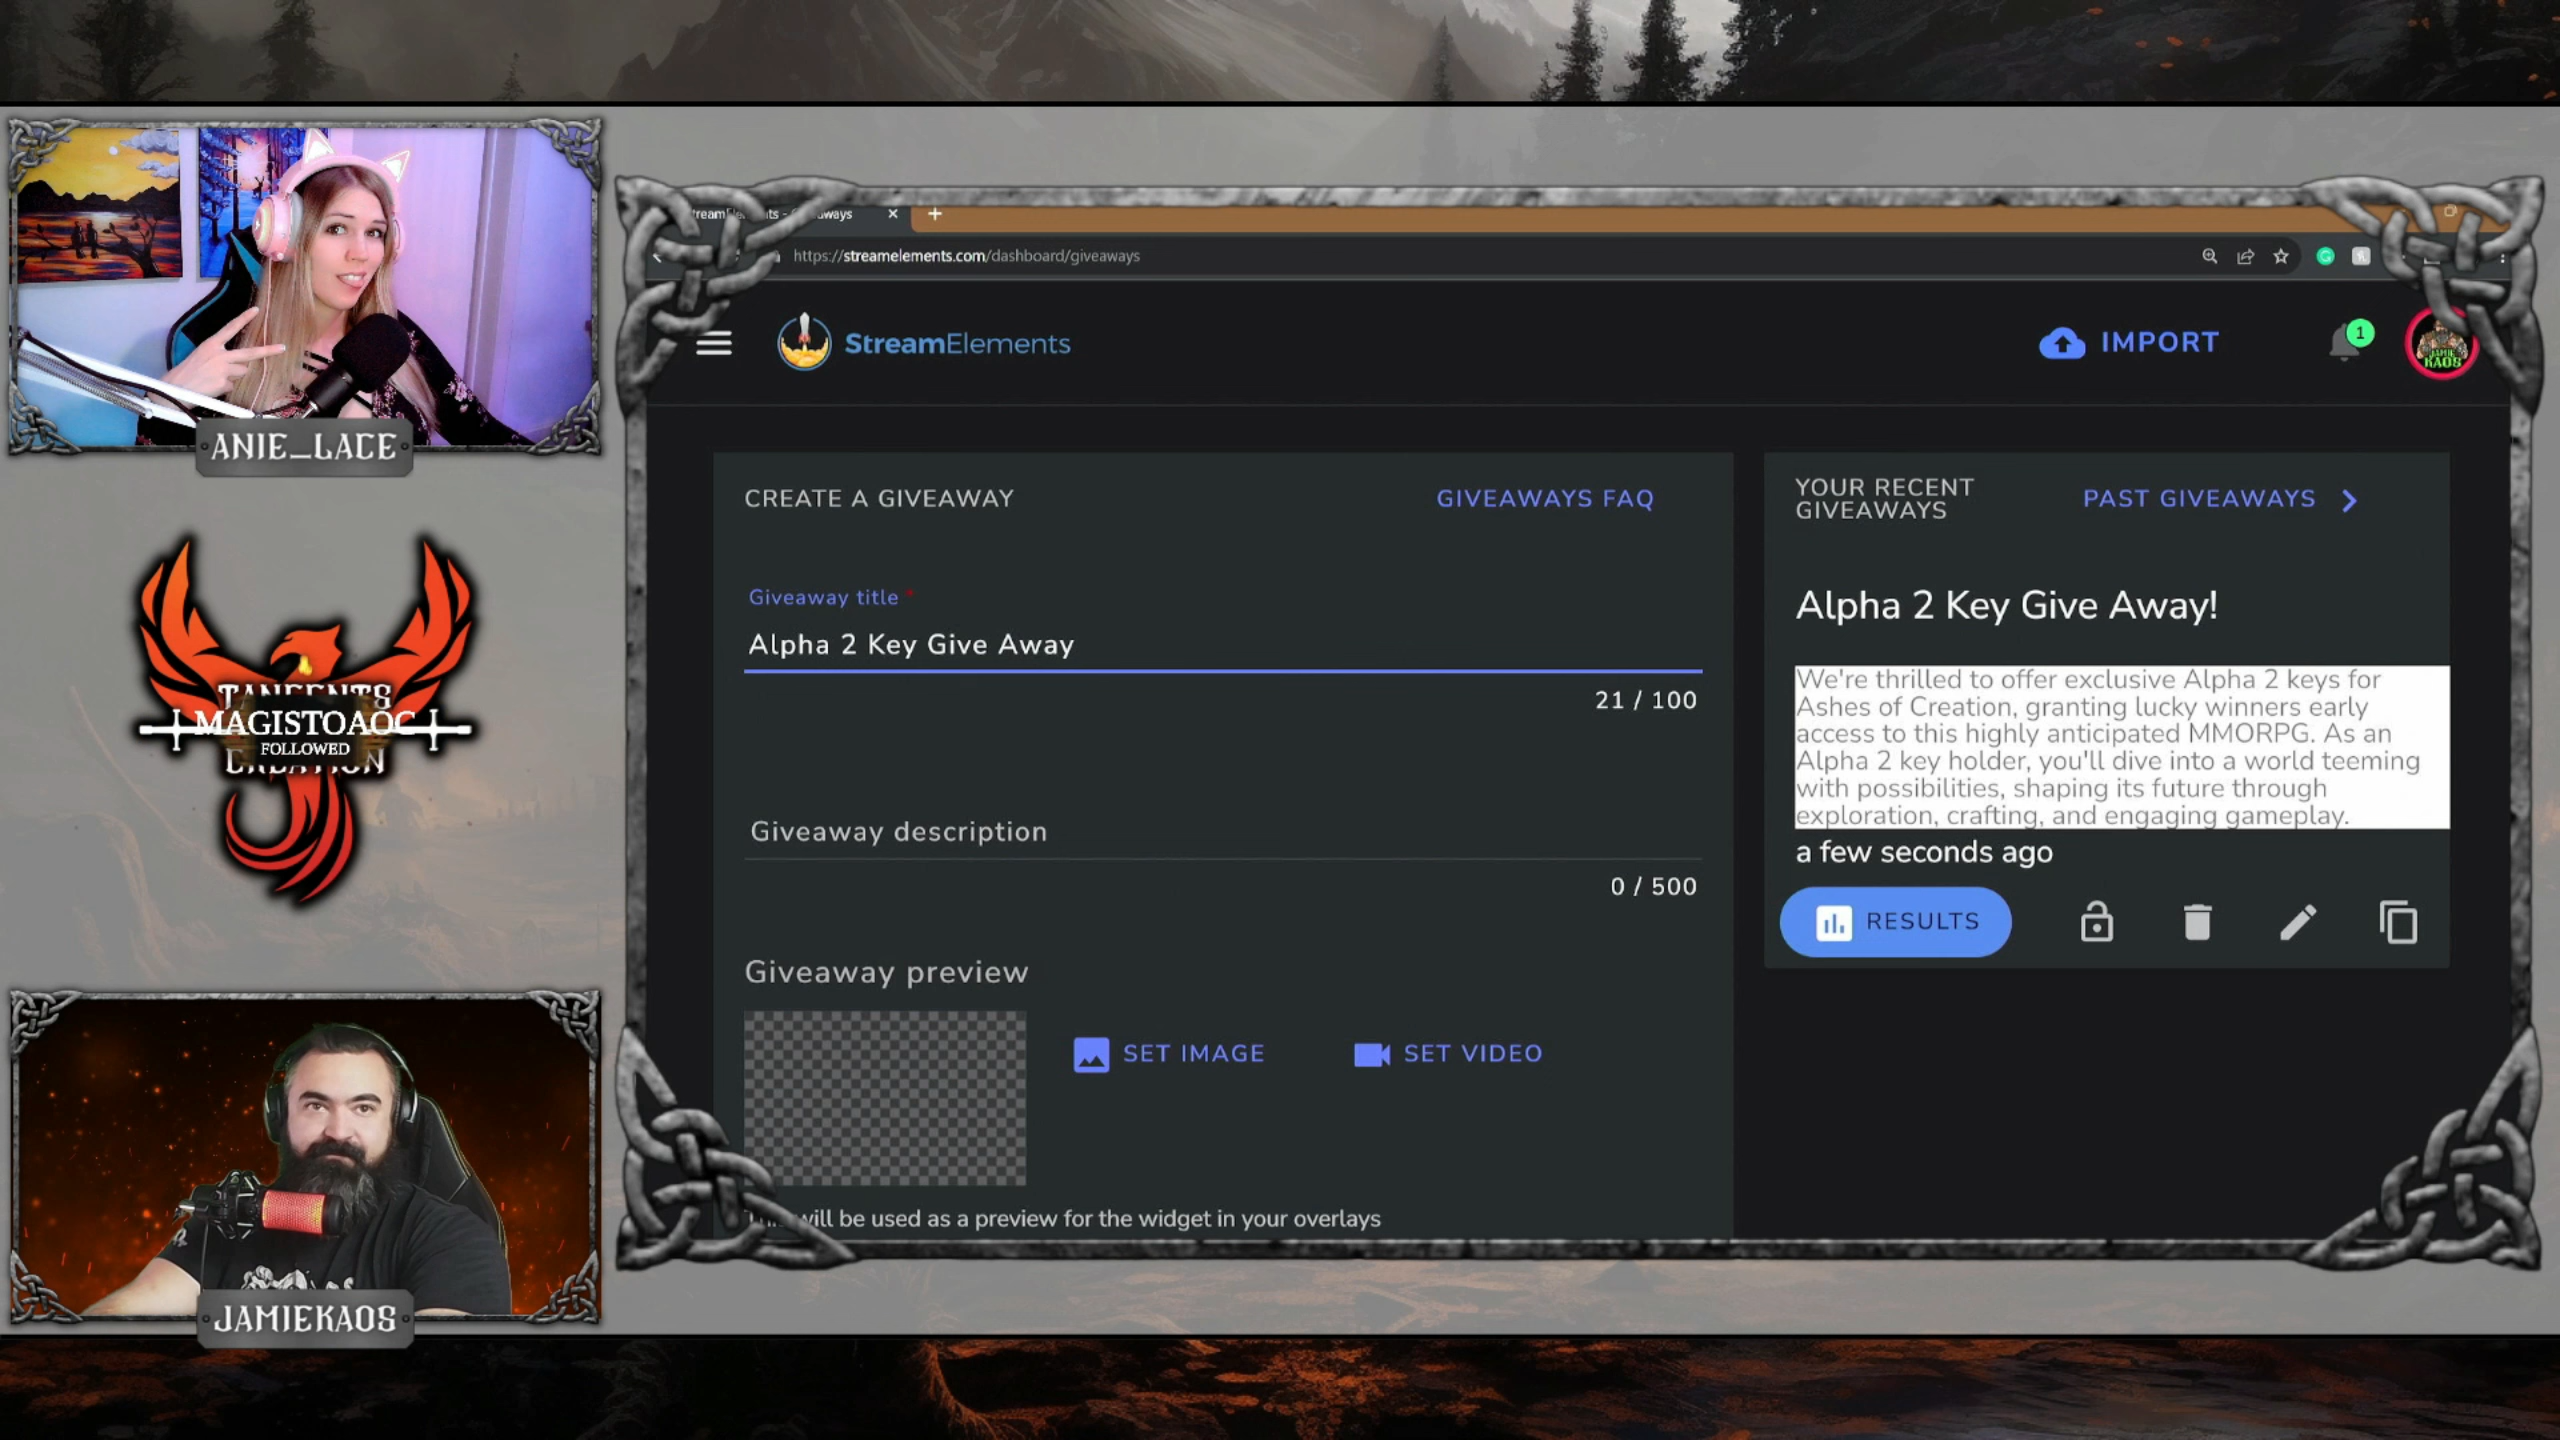 https://streamelements.com/dashboard/giveaways
StreamElements
IMPORT
1
JAMIE
KAOS
ANIE_LACE
CREATE A GIVEAWAY
GIVEAWAYS FAQ
Giveaway title *
Alpha 2 Key Give Away
21 / 100
Giveaway description
0 / 500
Giveaway preview
SET IMAGE
SET VIDEO
will be used as a preview for the widget in your overlays
YOUR RECENT
GIVEAWAYS
PAST GIVEAWAYS
Alpha 2 Key Give Away!
We're thrilled to offer exclusive Alpha 2 keys for
Ashes of Creation, granting lucky winners early
access to this highly anticipated MMORPG. As an
Alpha 2 key holder, you'll dive into a world teeming
with possibilities, shaping its future through
exploration, crafting, and engaging gameplay.
a few seconds ago
RESULTS
TANGENTS
MAGISTOAOC
FOLLOWED
CREATION
JAMIEKAOS